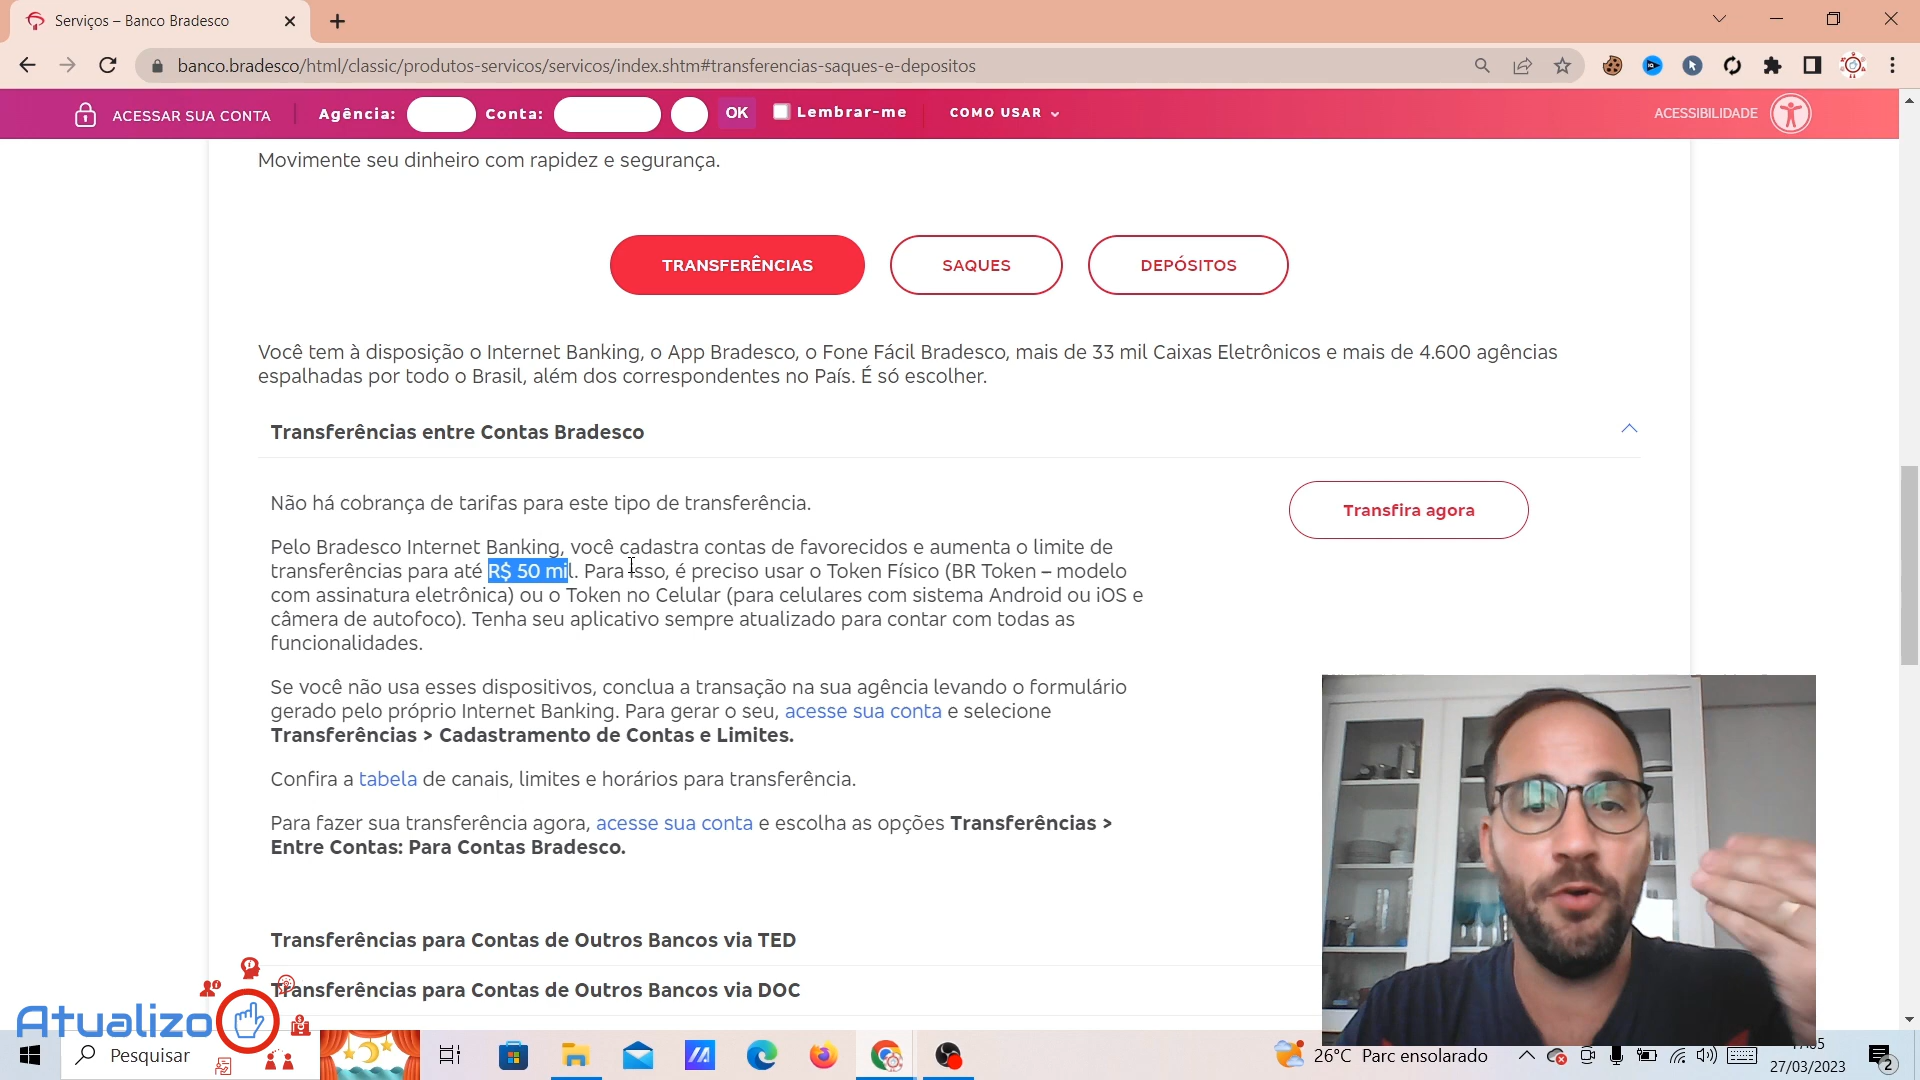 Serviços – Banco Bradesco
banco.bradesco/html/classic/produtos-servicos/servicos/index.shtm#transferencias-saques-e-depositos
ACESSAR SUA CONTA
Agência:
Conta:
OK
Lembrar-me
COMO USAR
ACESSIBILIDADE
Movimente seu dinheiro com rapidez e segurança.
TRANSFERÊNCIAS
SAQUES
DEPÓSITOS
Você tem à disposição o Internet Banking, o App Bradesco, o Fone Fácil Bradesco, mais de 33 mil Caixas Eletrônicos e mais de 4.600 agências
espalhadas por todo o Brasil, além dos correspondentes no País. É só escolher.
Transferências entre Contas Bradesco
Não há cobrança de tarifas para este tipo de transferência.
Transfira agora
Pelo Bradesco Internet Banking, você cadastra contas de favorecidos e aumenta o limite de
transferências para até R$ 50 mil. Para isso, é preciso usar o Token Físico (BR Token – modelo
com assinatura eletrônica) ou o Token no Celular (para celulares com sistema Android ou iOS e
câmera de autofoco). Tenha seu aplicativo sempre atualizado para contar com todas as
funcionalidades.
Se você não usa esses dispositivos, conclua a transação na sua agência levando o formulário
gerado pelo próprio Internet Banking. Para gerar o seu, acesse sua conta e selecione
Transferências > Cadastramento de Contas e Limites.
Confira a tabela de canais, limites e horários para transferência.
Para fazer sua transferência agora, acesse sua conta e escolha as opções Transferências >
Entre Contas: Para Contas Bradesco.
Transferências para Contas de Outros Bancos via TED
Transferências para Contas de Outros Bancos via DOC
Atualizo
Pesquisar
26°C Parc ensolarado
27/03/2023
2